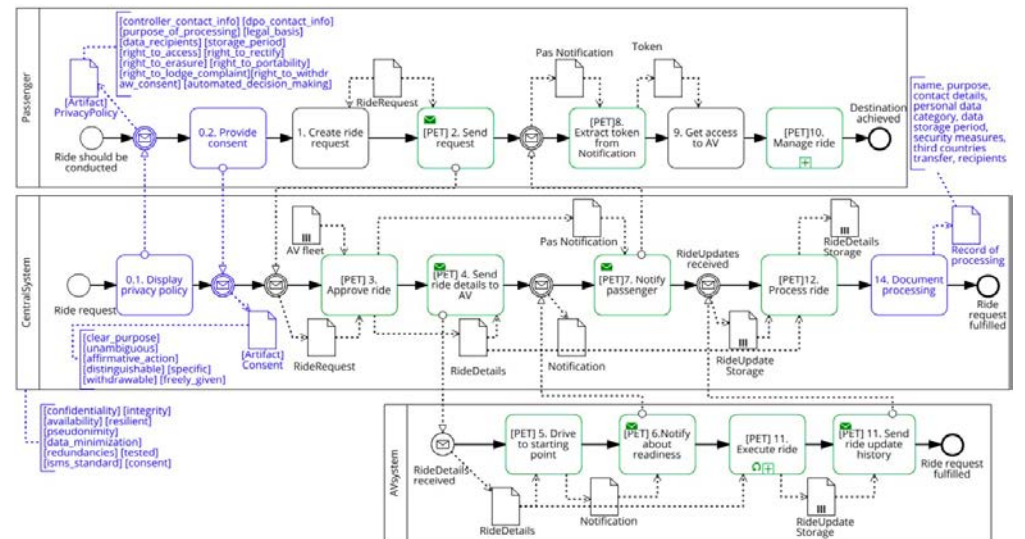 [controller_contact_info] [dpo_contact_info]
[purpose_of_processing] [legal_basis]
[data_recipients] [storage_period]
[right_to_access] [right_to_rectify]
[right_to_erasure] [right_to_portability]
[right_to_lodge_complaint][right_to_withdr
aw_consent] [automated_decision_making]
Passenger
[Artifact]
PrivacyPolicy
RideRequest
Pas Notification
Token
Ride should be
conducted
0.2. Provide
consent
1. Create ride
request
[PET] 2. Send
request
[PET]8.
Extract token
from
Notification
9. Get access
to AV
[PET]10.
Manage ride
Destination
achieved
name, purpose,
contact details,
personal data
category, data
storage period,
security measures,
third countries
transfer, recipients
CentralSystem
AV fleet
Pas Notification
RideUpdates
received
RideDetails
Storage
Record of
processing
Ride request
0.1. Display
privacy policy
[PET] 3.
Approve ride
[PET] 4. Send
ride details to
AV
[PET]7. Notify
passenger
[PET]12.
Process ride
14. Document
processing
Ride
request
fulfilled
[clear_purpose]
[unambiguous]
[affirmative_action]
[distinguishable] [specific]
[withdrawable] [freely_given]
[Artifact]
Consent
RideRequest
RideDetails
Notification
RideUpdate
Storage
[confidentiality] [integrity]
[availability] [resilient]
[pseudonimity]
[data_minimization]
[redundancies] [tested]
[isms_standard] [consent]
AVsystem
RideDetails
received
[PET] 5. Drive
to starting
point
[PET] 6.Notify
about
readiness
[PET] 11.
Execute ride
[PET] 11. Send
ride update
history
Ride request
fulfilled
RideDetails
Notification
RideUpdate
Storage